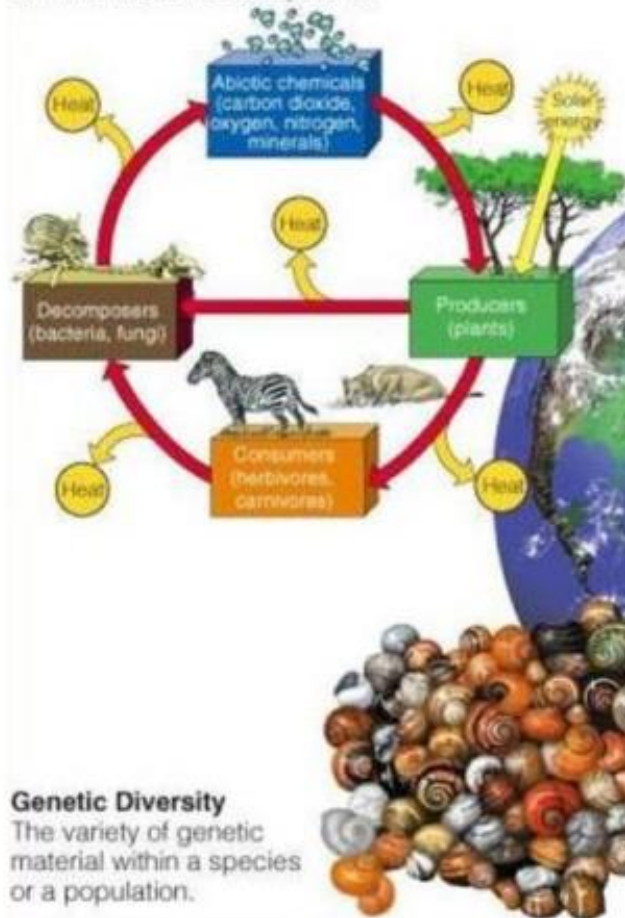 Abiotic chemicals
(carbon dioxide,
oxygen, nitrogen,
minerals)
Heat
Heat
Solar
energy
Heat
Decomposers
(bacteria, fungi)
Producers
(plants)
Consumers
(herbivores,
carnivores)
Heat
Heat
Genetic Diversity
The variety of genetic
material within a species
or a population.